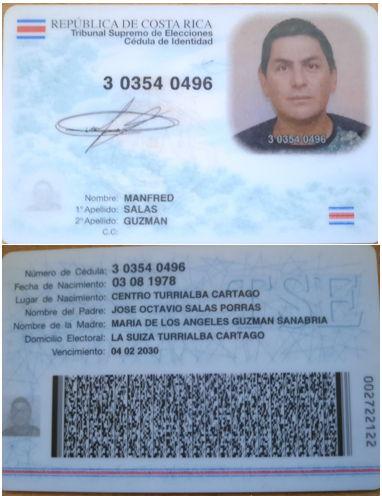 REPÚBLICA DE COSTA RICA
Tribunal Supremo de Elecciones
Cédula de Identidad
3 0354 0496
3 0354 0496
Nombre: MANFRED
1° Apellido: SALAS
2° Apellido: GUZMAN
C.C:
Número de Cédula: 3 0354 0496
Fecha de Nacimiento: 03 08 1978
Lugar de Nacimiento: CENTRO TURRIALBA CARTAGO
Nombre del Padre: JOSE OCTAVIO SALAS PORRAS
Nombre de la Madre: MARIA DE LOS ANGELES GUZMAN SANABRIA
Domicilio Electoral: LA SUIZA TURRIALBA CARTAGO
Vencimiento: 04 02 2030
TSE
002722122